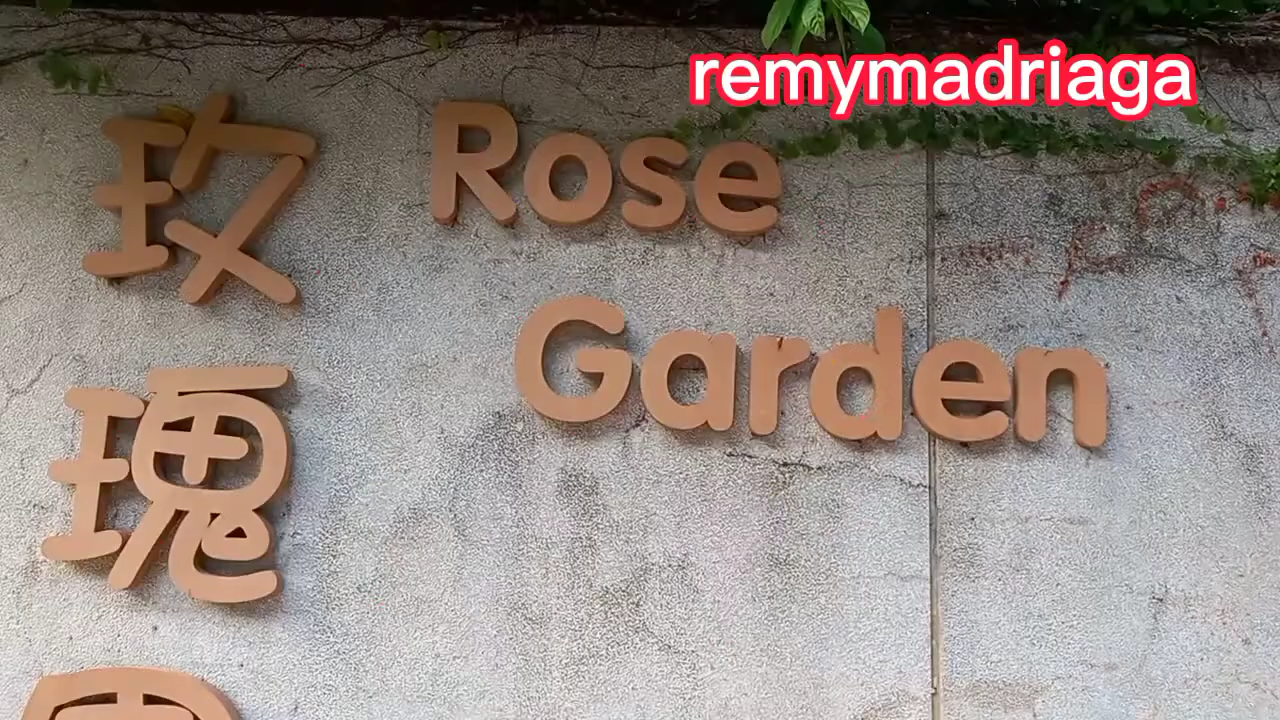 remymadriaga
Rose
Garden
玫
瑰